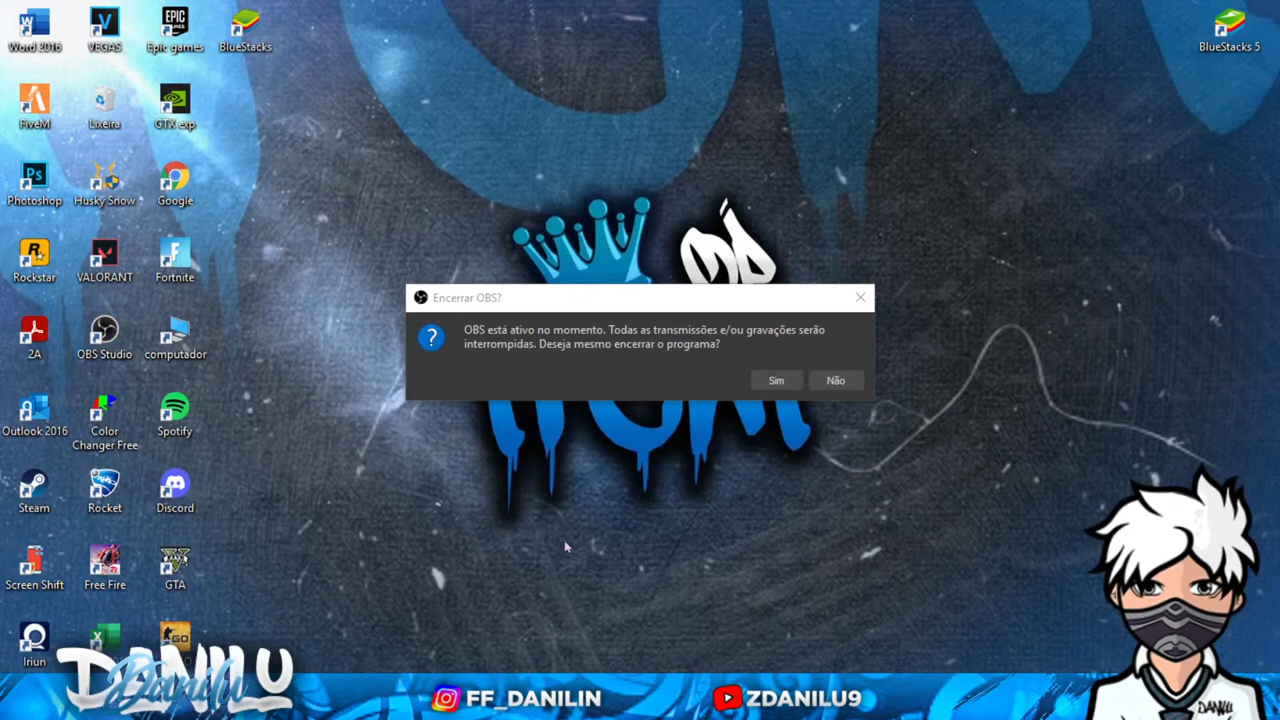 Word 2016
VEGAS
Epic games
BlueStacks
BlueStacks 5
FiveM
Lixeira
GTX exp
Photoshop
Husky Snow
Google
Rockstar
VALORANT
Fortnite
2A
OBS Studio
computador
Outlook 2016
Color
Changer Free
Spotify
Steam
Rocket
Discord
Screen Shift
Free Fire
GTA
Iriun
Encerrar OBS?
OBS está ativo no momento. Todas as transmissões e/ou gravações serão
interrompidas. Deseja mesmo encerrar o programa?
Sim
Não
DANILU
Danilu
FF_DANILIN
ZDANILU9
DANILU